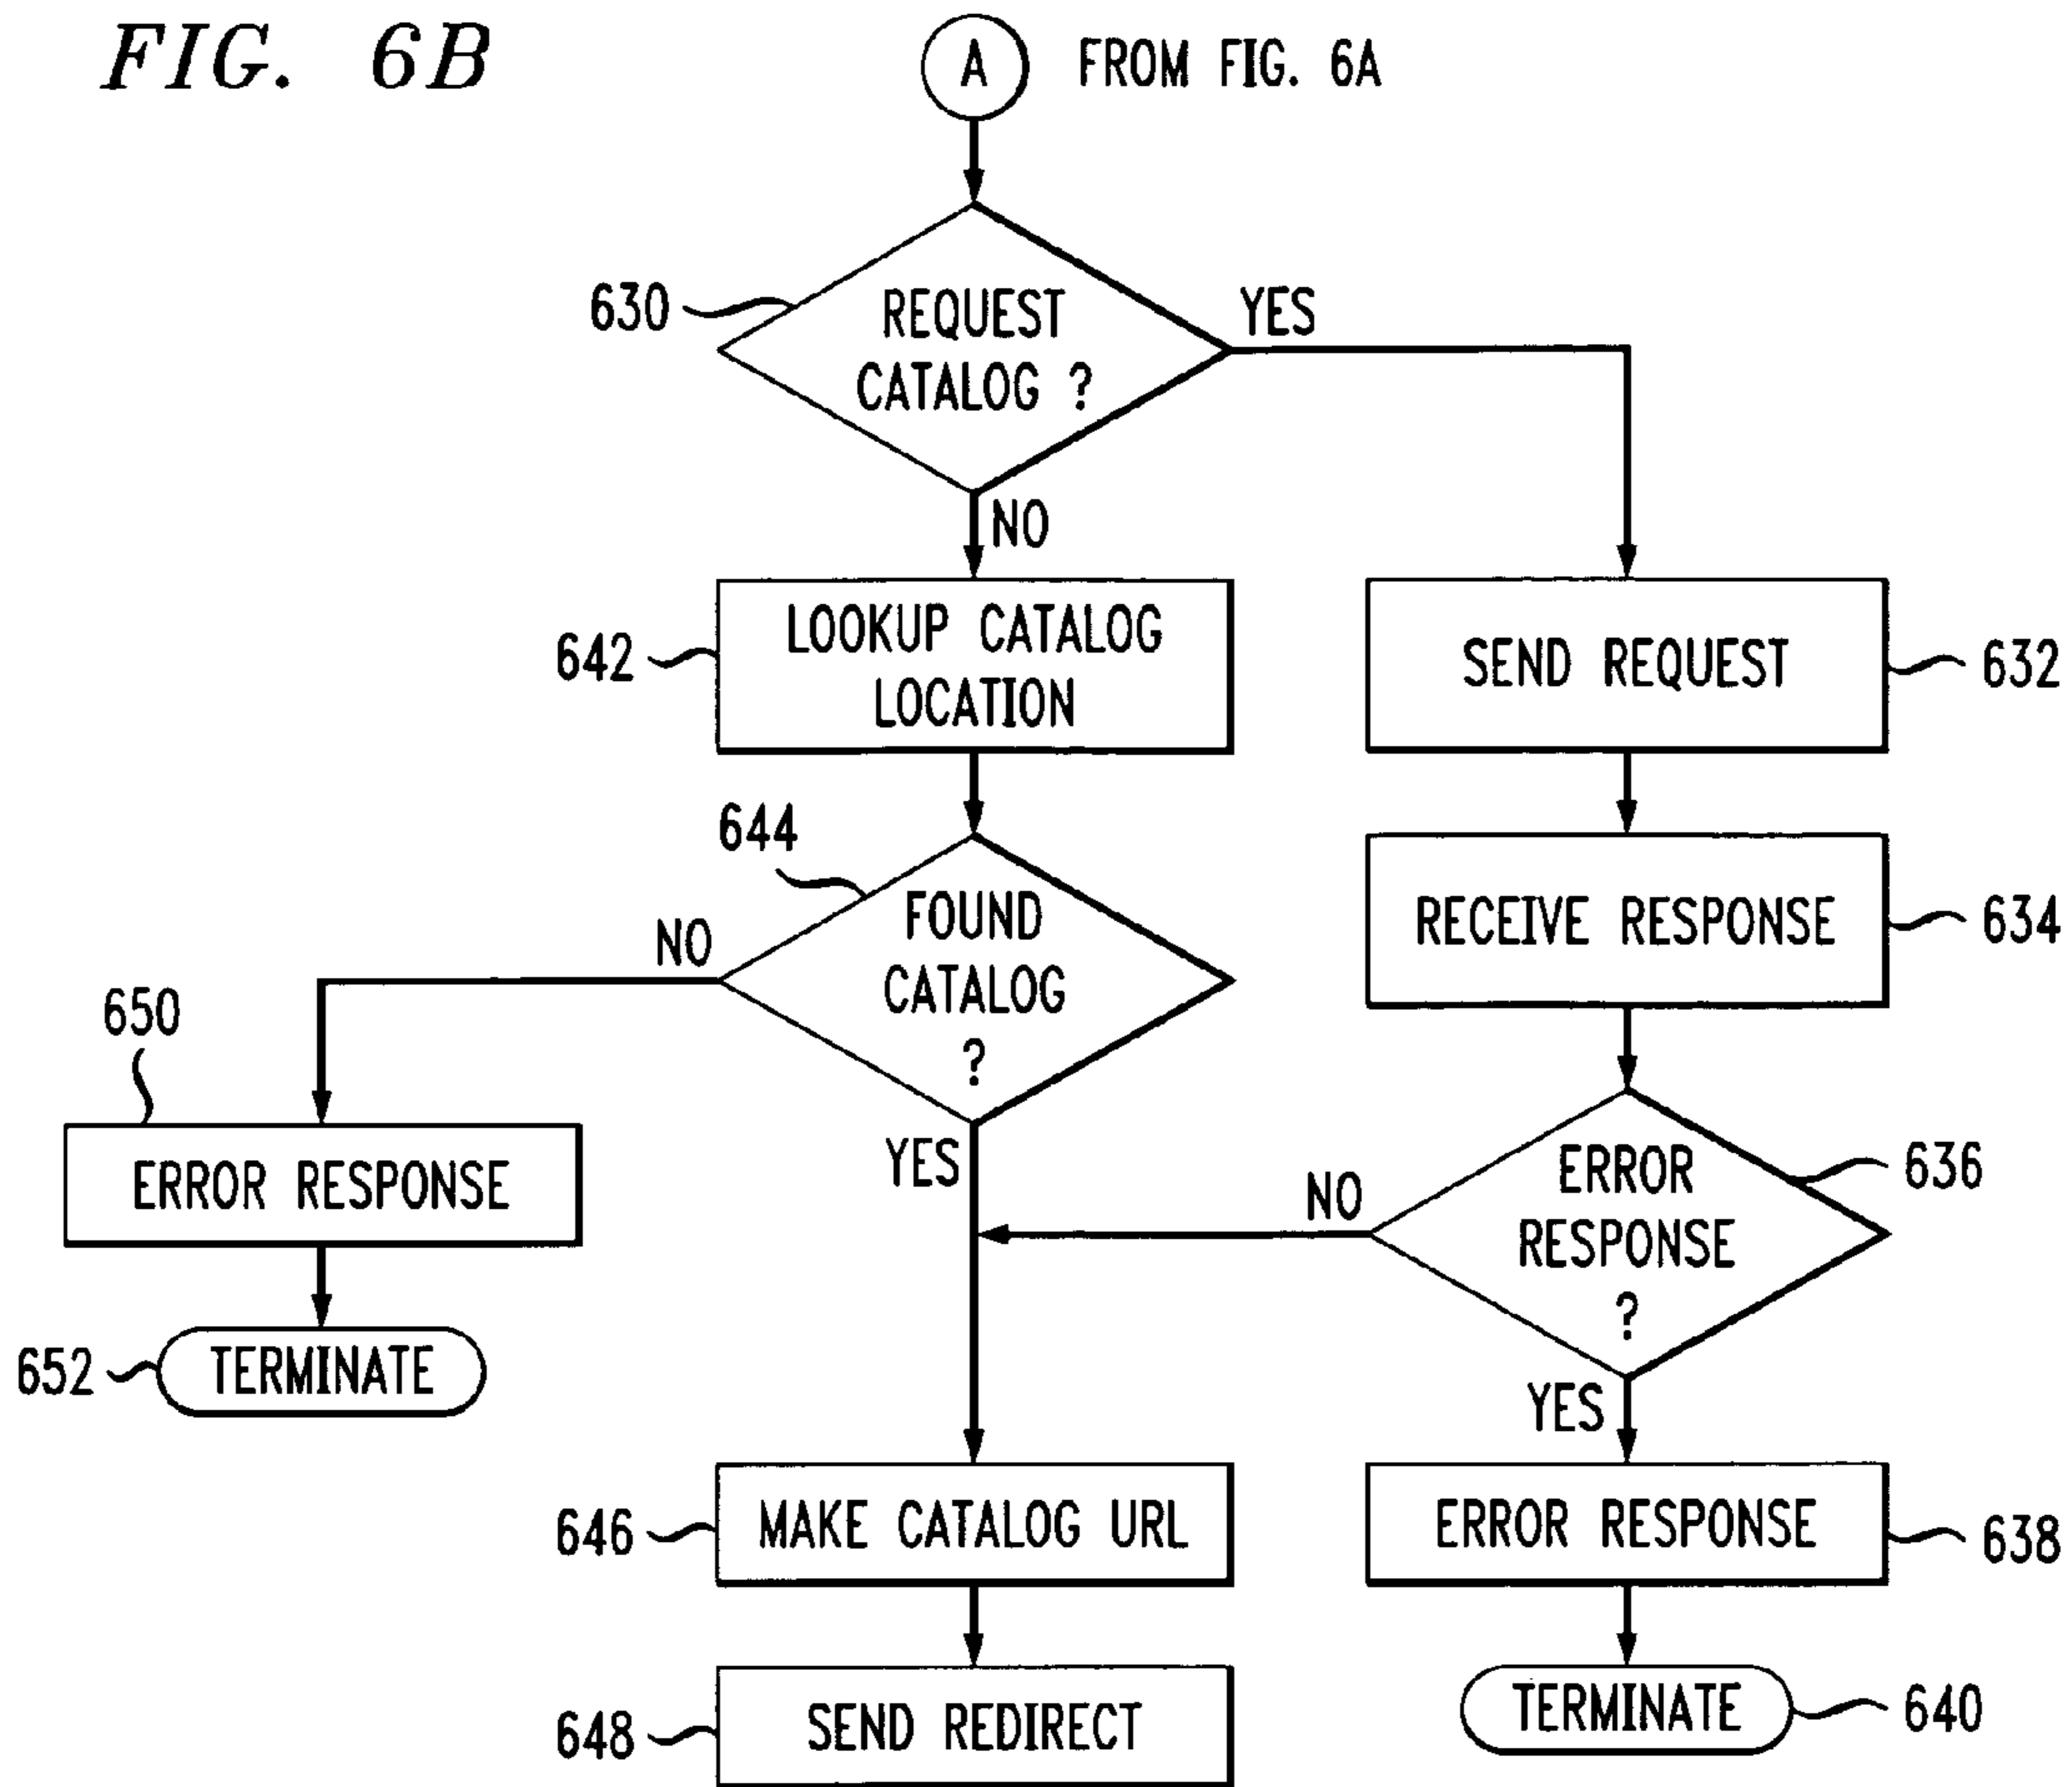 FIG. 6B
A FROM FIG. 6A
630
REQUEST
CATALOG ?
YES
NO
642
LOOKUP CATALOG
LOCATION
SEND REQUEST
632
644
FOUND
CATALOG
?
NO
YES
RECEIVE RESPONSE
634
650
ERROR RESPONSE
652
TERMINATE
636
ERROR
RESPONSE
?
NO
YES
646
MAKE CATALOG URL
ERROR RESPONSE
638
648
SEND REDIRECT
TERMINATE
640